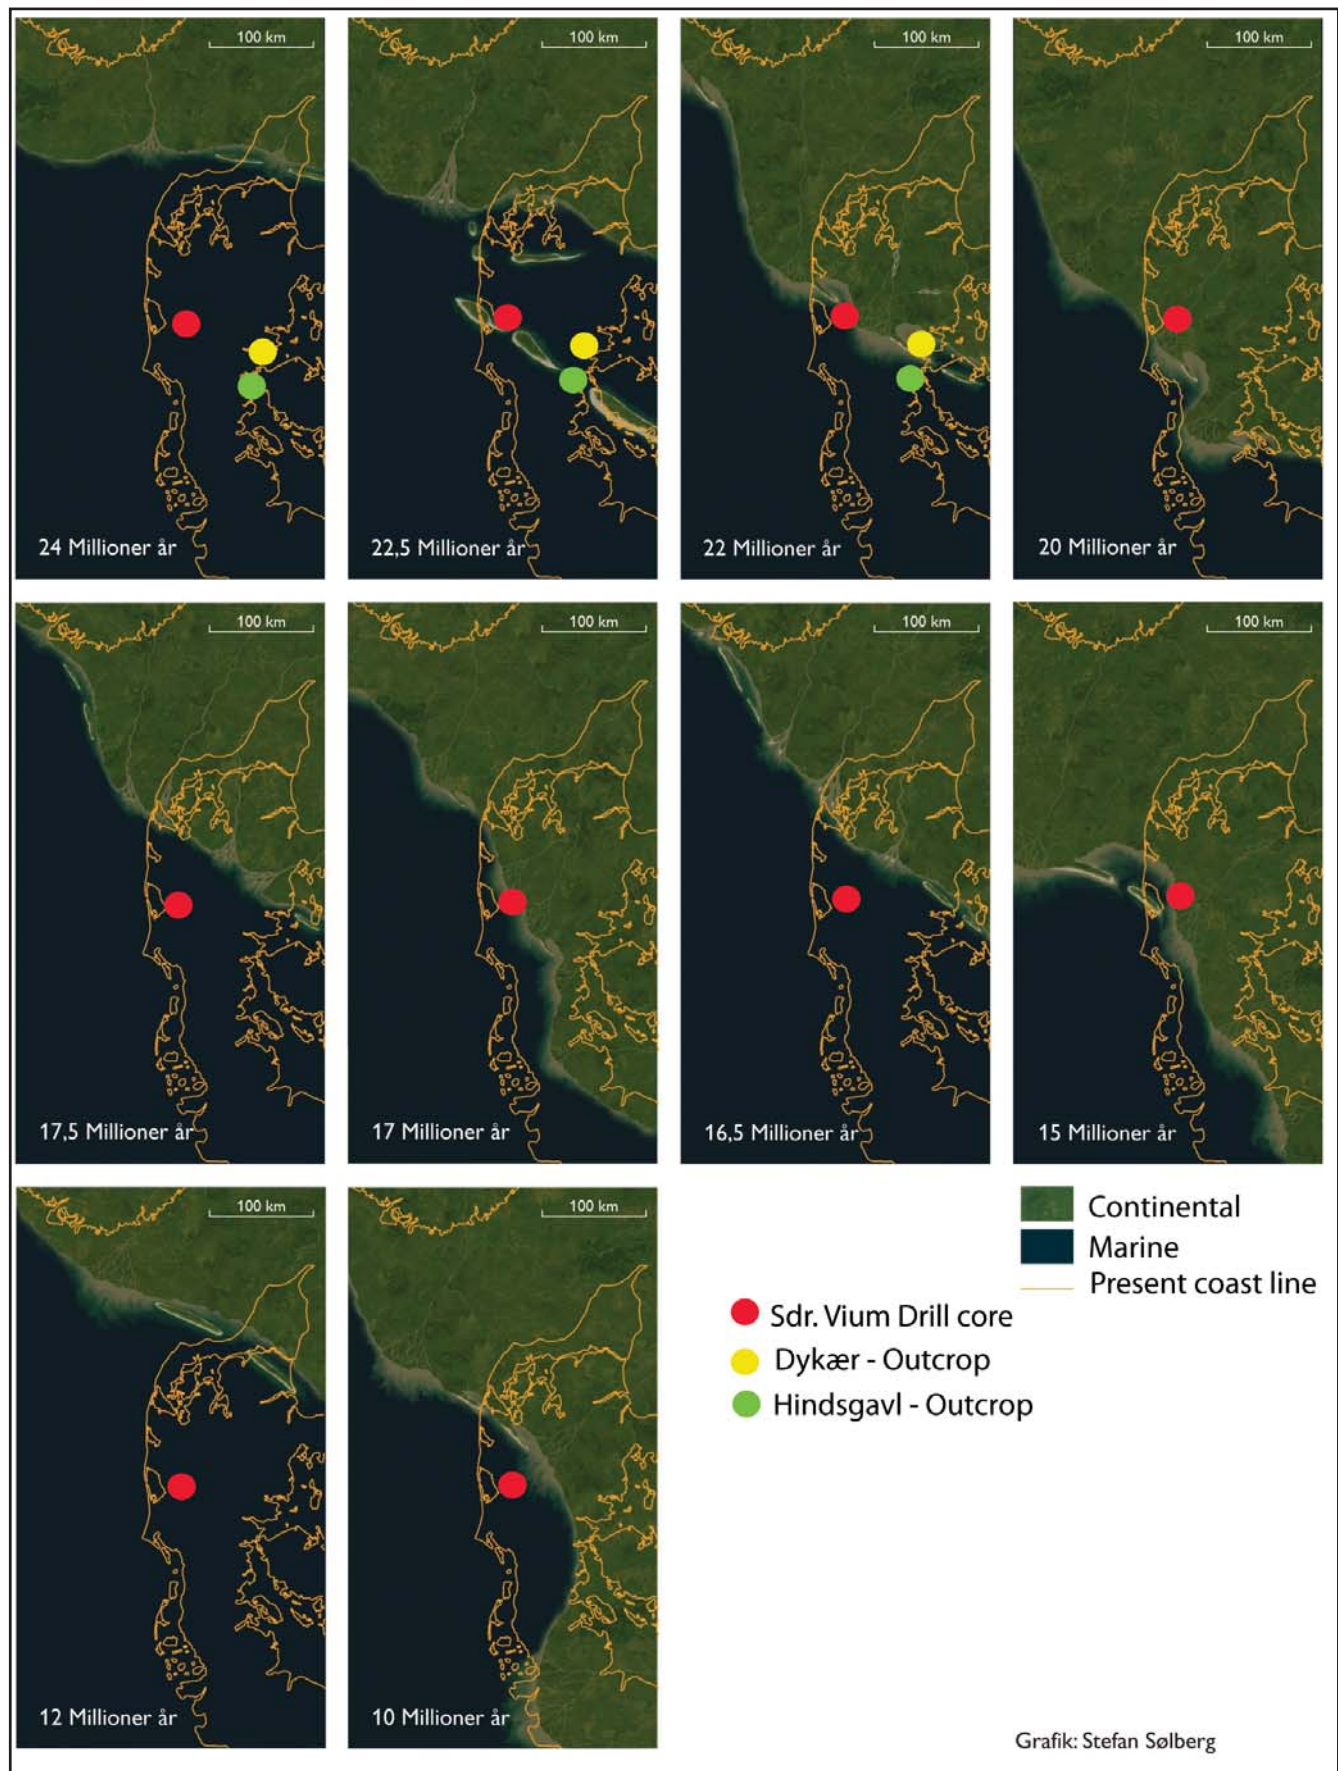 100 km
100 km
100 km
100 km
24 Millioner år
22,5 Millioner år
22 Millioner år
20 Millioner år
100 km
100 km
100 km
100 km
17,5 Millioner år
17 Millioner år
16,5 Millioner år
15 Millioner år
100 km
100 km
12 Millioner år
10 Millioner år
Continental
Marine
Present coast line
Sdr. Vium Drill core
Dykær - Outcrop
Hindsgavl - Outcrop
Grafik: Stefan Sølberg